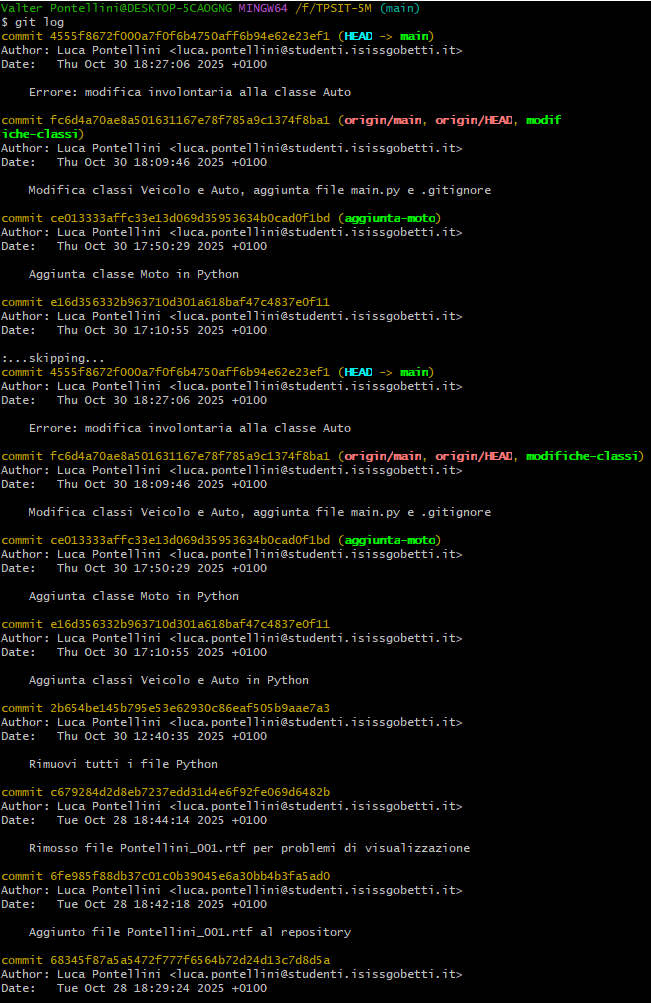 Valter Pontellini@DESKTOP-5CAOGNG MINGW64 /f/TPSIT-5M (main)
$ git log
commit 4555f8672f000a7f0f6b4750aff6b94e62e23ef1 (HEAD -> main)
Author: Luca Pontellini <luca.pontellini@studenti.isissgobetti.it>
Date:   Thu Oct 30 18:27:06 2025 +0100

    Errore: modifica involontaria alla classe Auto

commit fc6d4a70ae8a501631167e78f785a9c1374f8ba1 (origin/main, origin/HEAD, modif
iche-classi)
Author: Luca Pontellini <luca.pontellini@studenti.isissgobetti.it>
Date:   Thu Oct 30 18:09:46 2025 +0100

    Modifica classi Veicolo e Auto, aggiunta file main.py e .gitignore

commit ce013333affc33e13d069d35953634b0cad0f1bd (aggiunta-moto)
Author: Luca Pontellini <luca.pontellini@studenti.isissgobetti.it>
Date:   Thu Oct 30 17:50:29 2025 +0100

    Aggiunta classe Moto in Python

commit e16d356332b963710d301a618baf47c4837e0f11
Author: Luca Pontellini <luca.pontellini@studenti.isissgobetti.it>
Date:   Thu Oct 30 17:10:55 2025 +0100

:...skipping...
commit 4555f8672f000a7f0f6b4750aff6b94e62e23ef1 (HEAD -> main)
Author: Luca Pontellini <luca.pontellini@studenti.isissgobetti.it>
Date:   Thu Oct 30 18:27:06 2025 +0100

    Errore: modifica involontaria alla classe Auto

commit fc6d4a70ae8a501631167e78f785a9c1374f8ba1 (origin/main, origin/HEAD, modifiche-classi)
Author: Luca Pontellini <luca.pontellini@studenti.isissgobetti.it>
Date:   Thu Oct 30 18:09:46 2025 +0100

    Modifica classi Veicolo e Auto, aggiunta file main.py e .gitignore

commit ce013333affc33e13d069d35953634b0cad0f1bd (aggiunta-moto)
Author: Luca Pontellini <luca.pontellini@studenti.isissgobetti.it>
Date:   Thu Oct 30 17:50:29 2025 +0100

    Aggiunta classe Moto in Python

commit e16d356332b963710d301a618baf47c4837e0f11
Author: Luca Pontellini <luca.pontellini@studenti.isissgobetti.it>
Date:   Thu Oct 30 17:10:55 2025 +0100

    Aggiunta classi Veicolo e Auto in Python

commit 2b654be145b795e53e62930c86eaf505b9aae7a3
Author: Luca Pontellini <luca.pontellini@studenti.isissgobetti.it>
Date:   Thu Oct 30 12:40:35 2025 +0100

    Rimuovi tutti i file Python

commit c679284d2d8eb7237edd31d4e6f92fe069d6482b
Author: Luca Pontellini <luca.pontellini@studenti.isissgobetti.it>
Date:   Tue Oct 28 18:44:14 2025 +0100

    Rimosso file Pontellini_001.rtf per problemi di visualizzazione

commit 6fe985f88db37c01c0b39045e6a30bb4b3fa5ad0
Author: Luca Pontellini <luca.pontellini@studenti.isissgobetti.it>
Date:   Tue Oct 28 18:42:18 2025 +0100

    Aggiunto file Pontellini_001.rtf al repository

commit 68345f87a5a5472f777f6564b72d24d13c7d8d5a
Author: Luca Pontellini <luca.pontellini@studenti.isissgobetti.it>
Date:   Tue Oct 28 18:29:24 2025 +0100